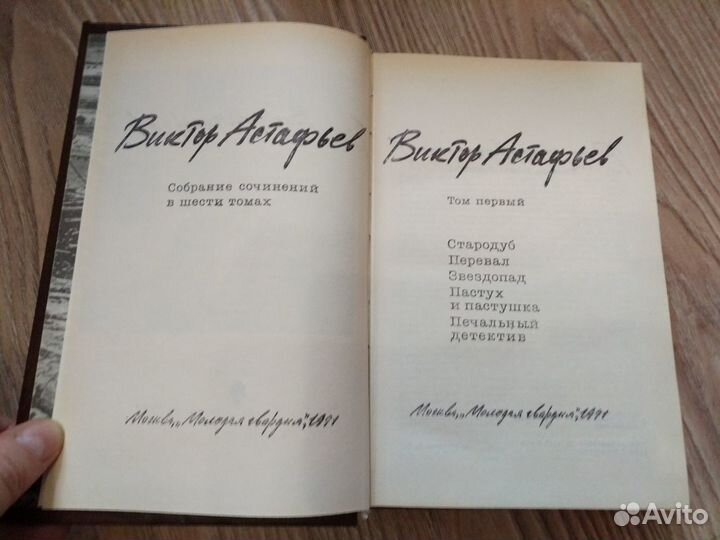 Виктор Астафьев
Собрание сочинений
в шести томах
Москва, „Молодая гвардия", 1991
Виктор Астафьев
Том первый
Стародуб
Перевал
Звездопад
Пастух
и пастушка
Печальный
детектив
Москва, „Молодая гвардия", 1991
Avito